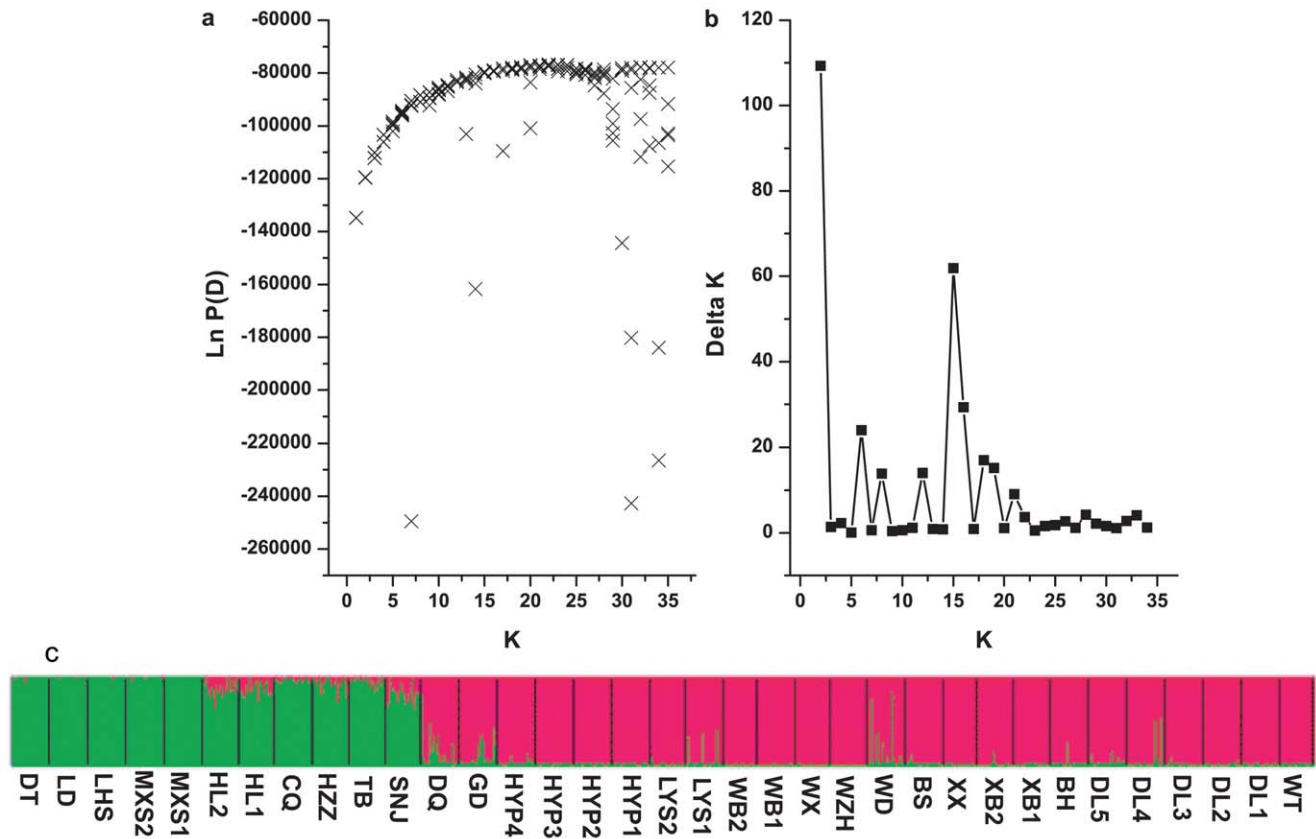 a
-60000
-80000
-100000
-120000
-140000
-160000
-180000
-200000
-220000
-240000
-260000
Ln P(D)
0 5 10 15 20 25 30 35
K
b
120
100
80
60
40
20
0
Delta K
0 5 10 15 20 25 30 35
K
c
DT LD LHS MXS2 MXS1 HL2 HL1 CQ HZZ TB SNJ DQ GD HYP4 HYP3 HYP2 HYP1 LYS2 LYS1 WB2 WB1 WX WZH WD BS XX XB2 XB1 BH DL5 DL4 DL3 DL2 DL1 WT